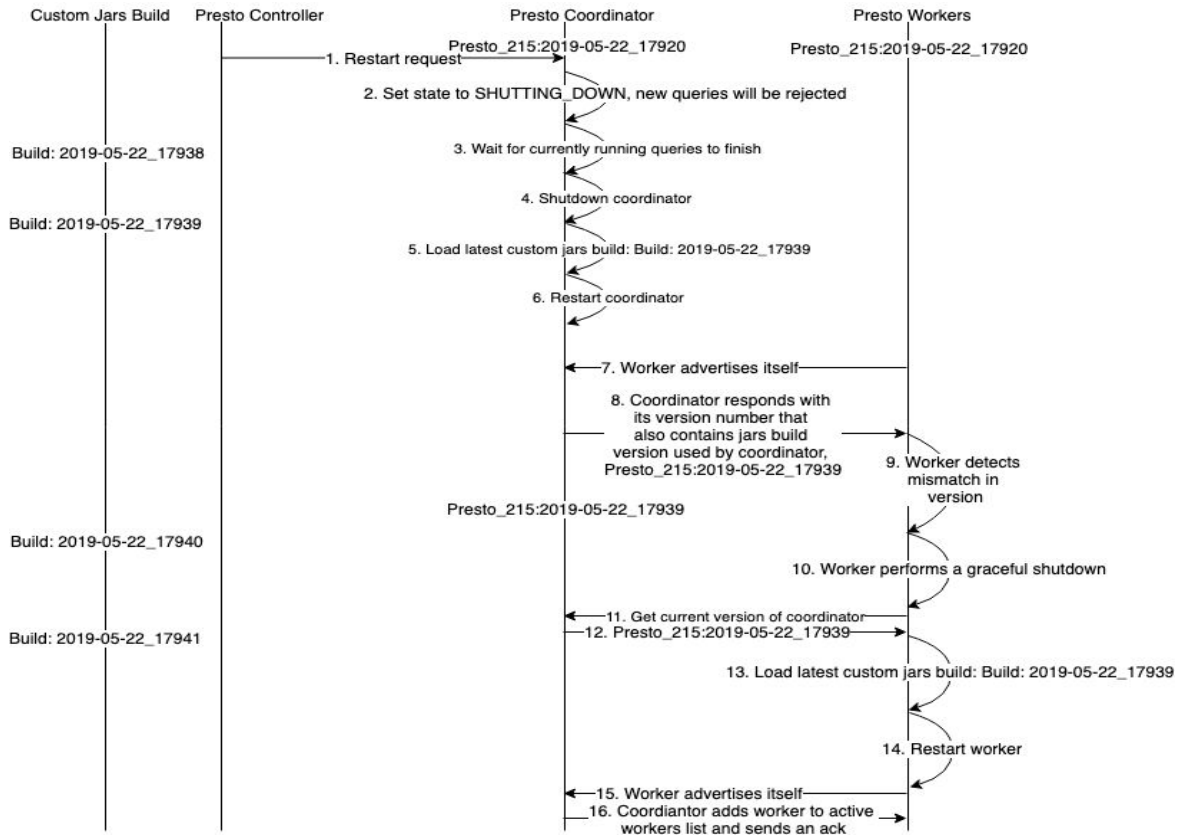 Custom Jars Build
Presto Controller
Presto Coordinator
Presto Workers
Presto_215:2019-05-22_17920
Presto_215:2019-05-22_17920
1. Restart request
2. Set state to SHUTTING_DOWN, new queries will be rejected
Build: 2019-05-22_17938
3. Wait for currently running queries to finish
4. Shutdown coordinator
Build: 2019-05-22_17939
5. Load latest custom jars build: Build: 2019-05-22_17939
6. Restart coordinator
7. Worker advertises itself
8. Coordinator responds with
its version number that
also contains jars build
version used by coordinator,
Presto_215:2019-05-22_17939
9. Worker detects
mismatch in
version
Presto_215:2019-05-22_17939
Build: 2019-05-22_17940
10. Worker performs a graceful shutdown
11. Get current version of coordinator
12. Presto_215:2019-05-22_17939
Build: 2019-05-22_17941
13. Load latest custom jars build: Build: 2019-05-22_17939
14. Restart worker
15. Worker advertises itself
16. Coordiantor adds worker to active
workers list and sends an ack